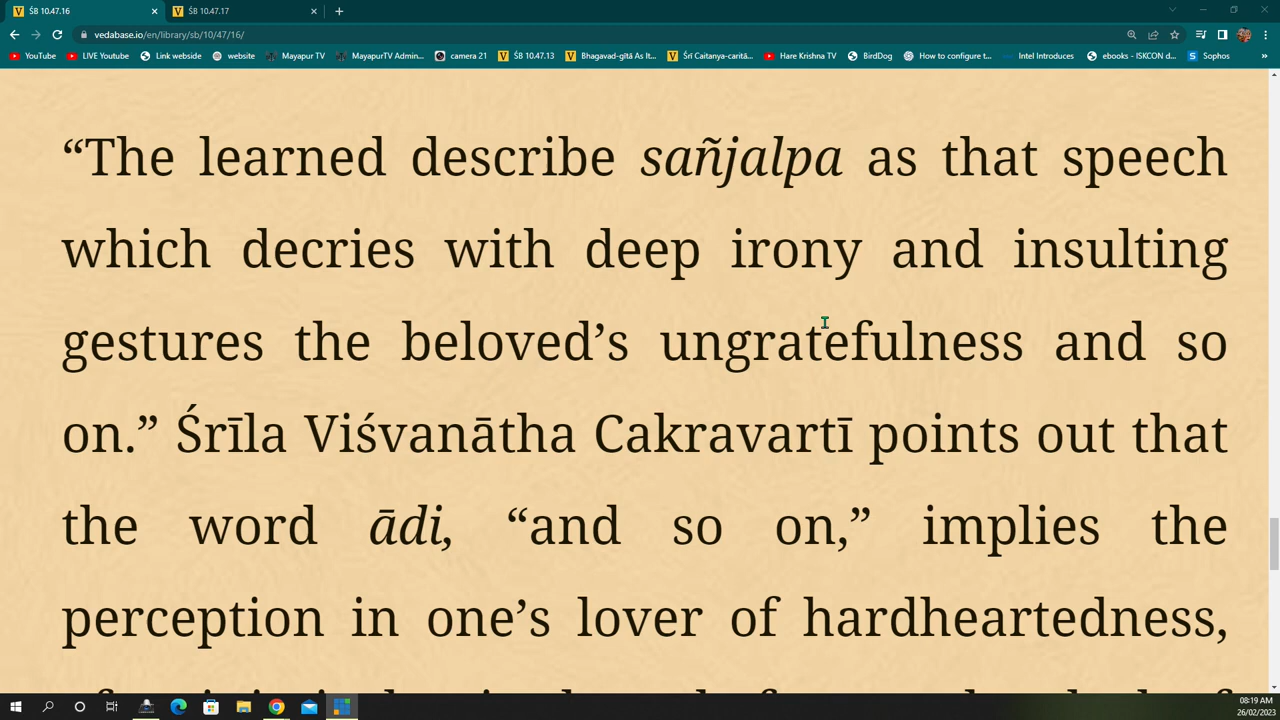 ŚB 10.47.16
ŚB 10.47.17
vedabase.io/en/library/sb/10/47/16/
YouTube LIVE Youtube Link webside website Mayapur TV MayapurTV Admin... camera 21 ŚB 10.47.13 Bhagavad-gītā As It... Śrī Caitanya-caritā... Hare Krishna TV BirdDog How to configure t... Intel Introduces ebooks - ISKCON d... Sophos »
“The learned describe sañjalpa as that speech
which decries with deep irony and insulting
gestures the beloved’s ungratefulness and so
on.” Śrīla Viśvanātha Cakravartī points out that
the word ādi, “and so on,” implies the
perception in one’s lover of hardheartedness,
08:19 AM
26/02/2023